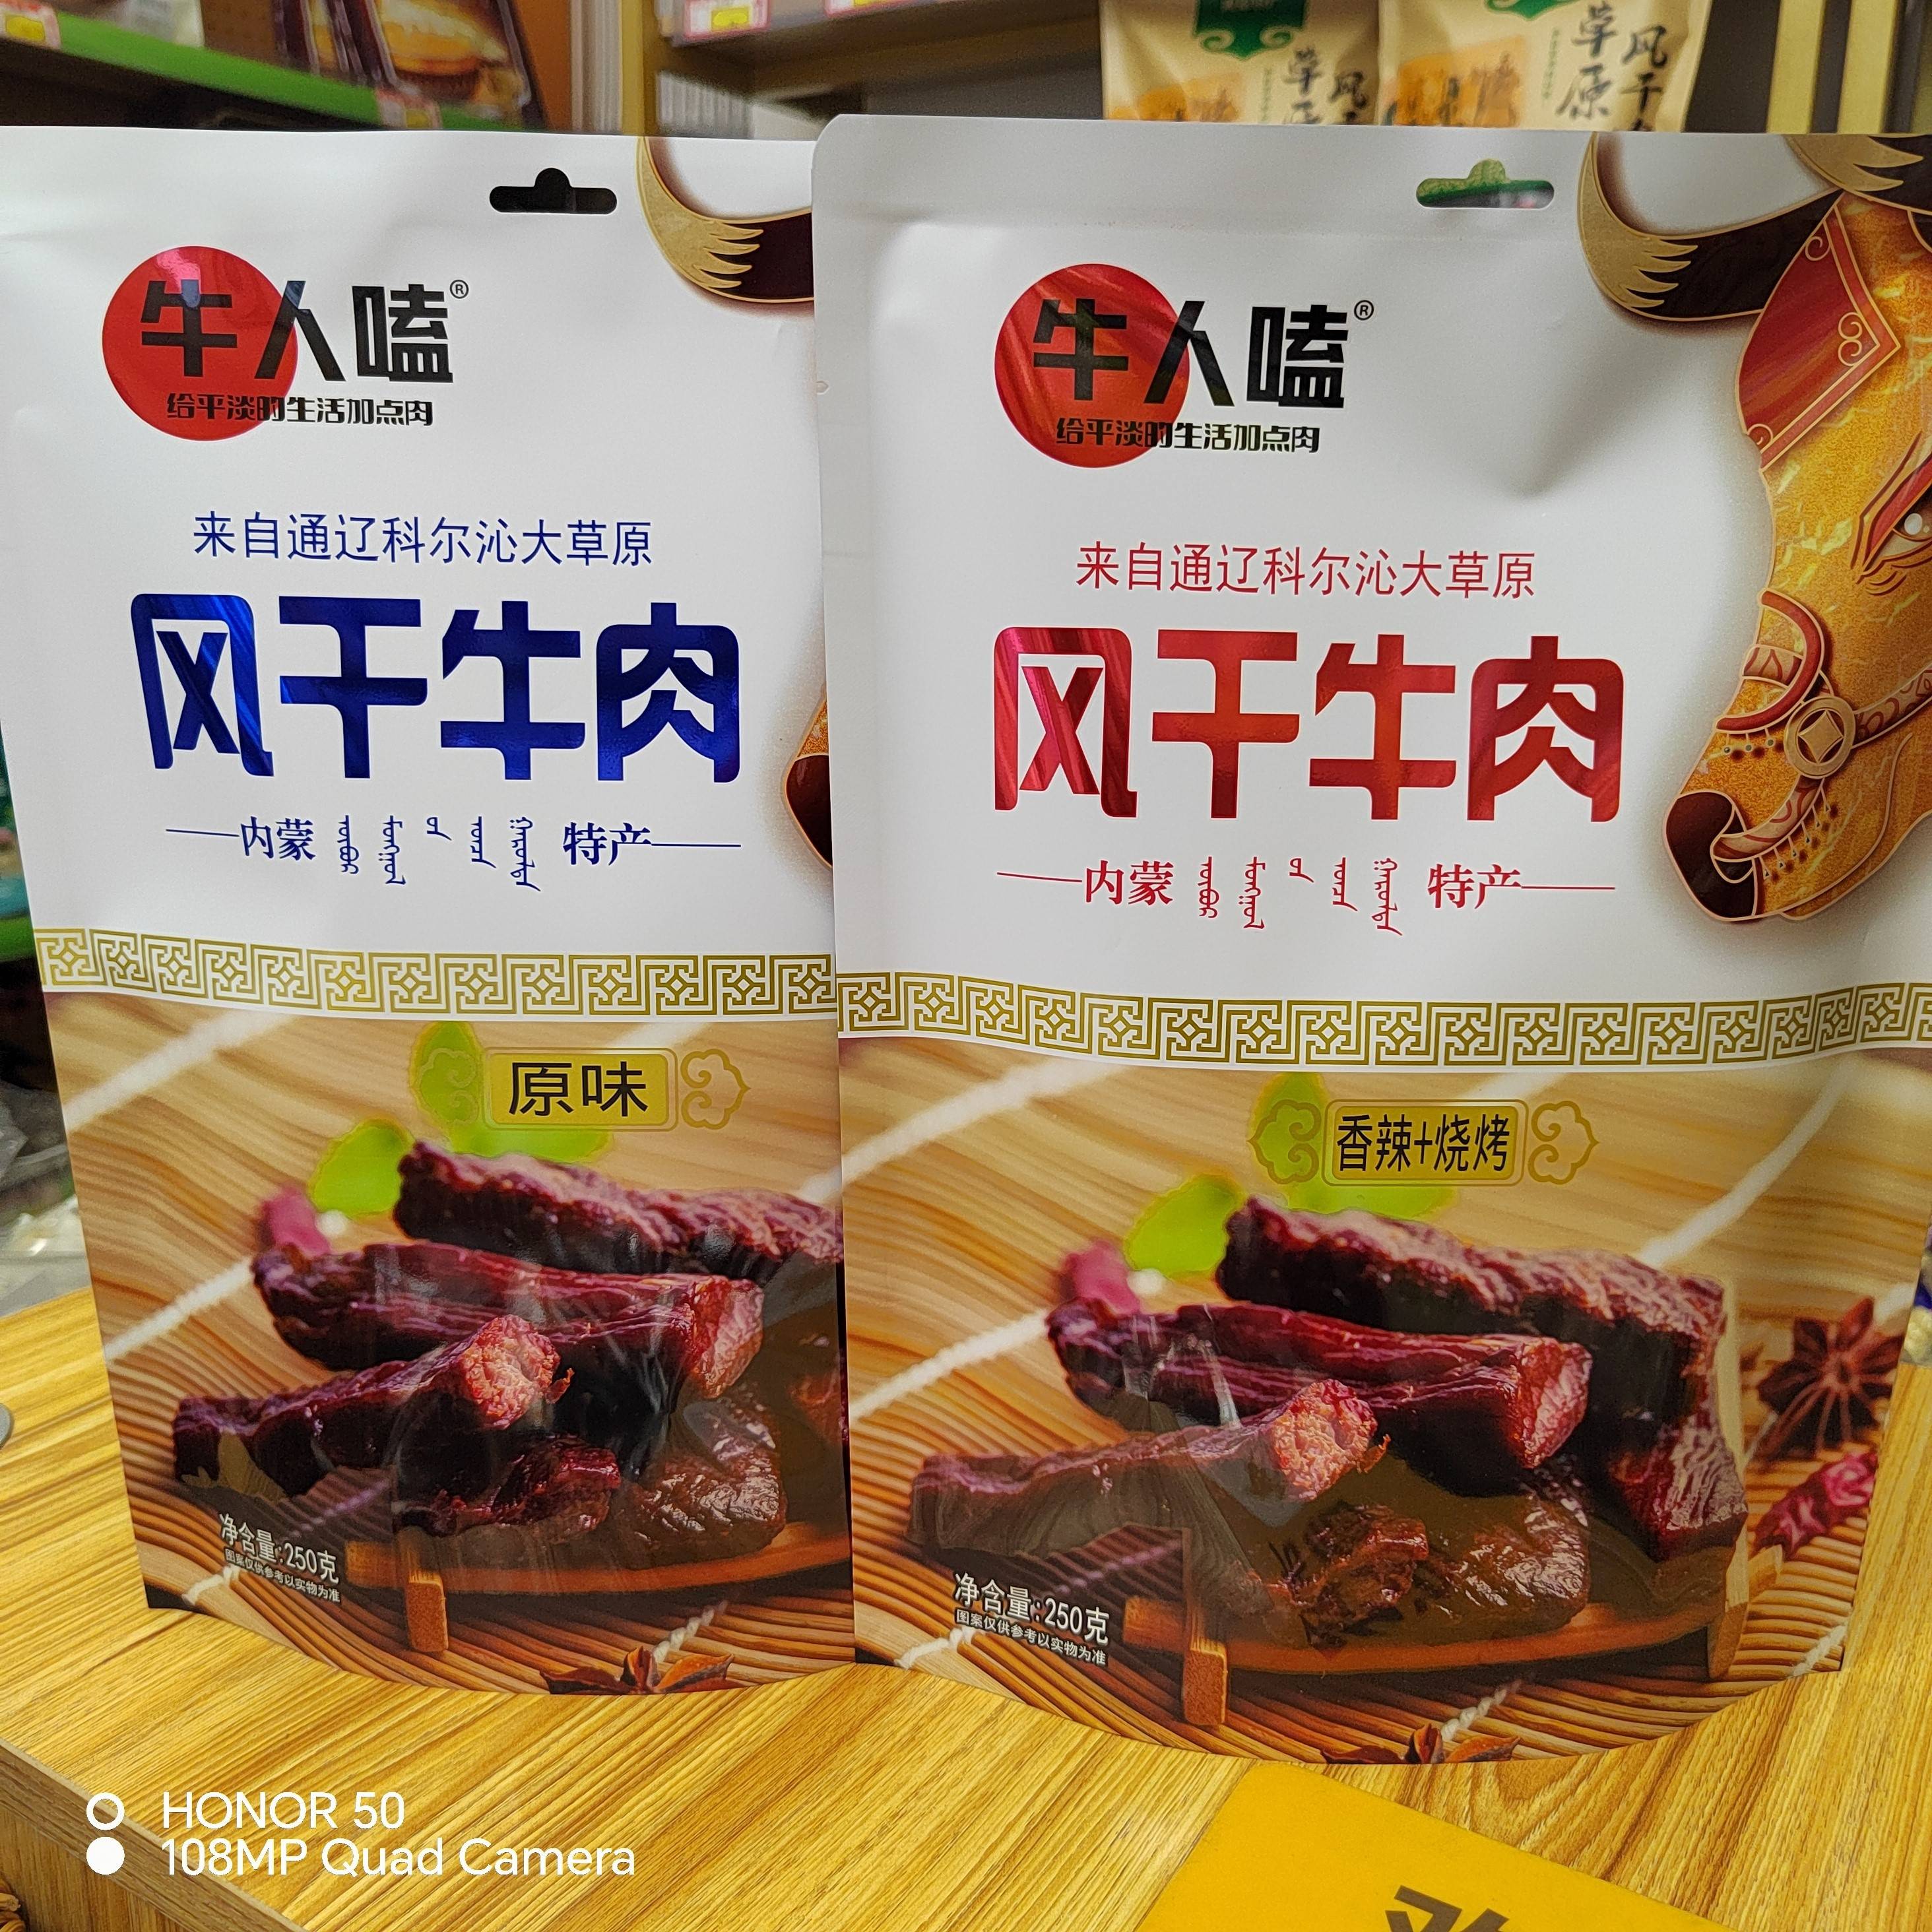 草原
风干
草原
风干
牛人嗑®
给平淡的生活加点肉
来自通辽科尔沁大草原
风干牛肉
内蒙
特产
原味
净含量:250克
图案仅供参考以实物为准
牛人嗑®
给平淡的生活加点肉
来自通辽科尔沁大草原
风干牛肉
内蒙
特产
香辣+烧烤
净含量:250克
图案仅供参考以实物为准
HONOR 50
108MP Quad Camera